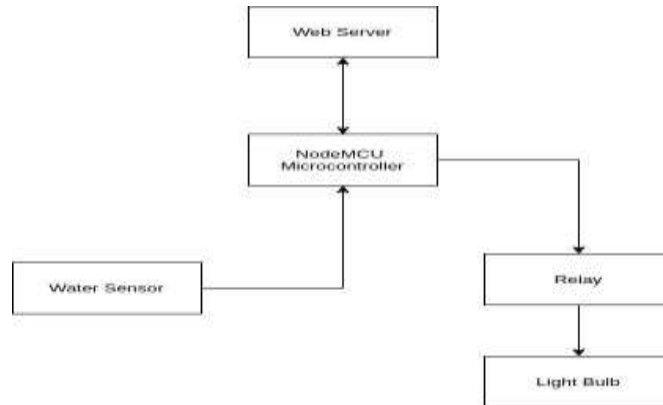 Web Server
NodeMCU
Microcontroller
Water Sensor
Relay
Light Bulb